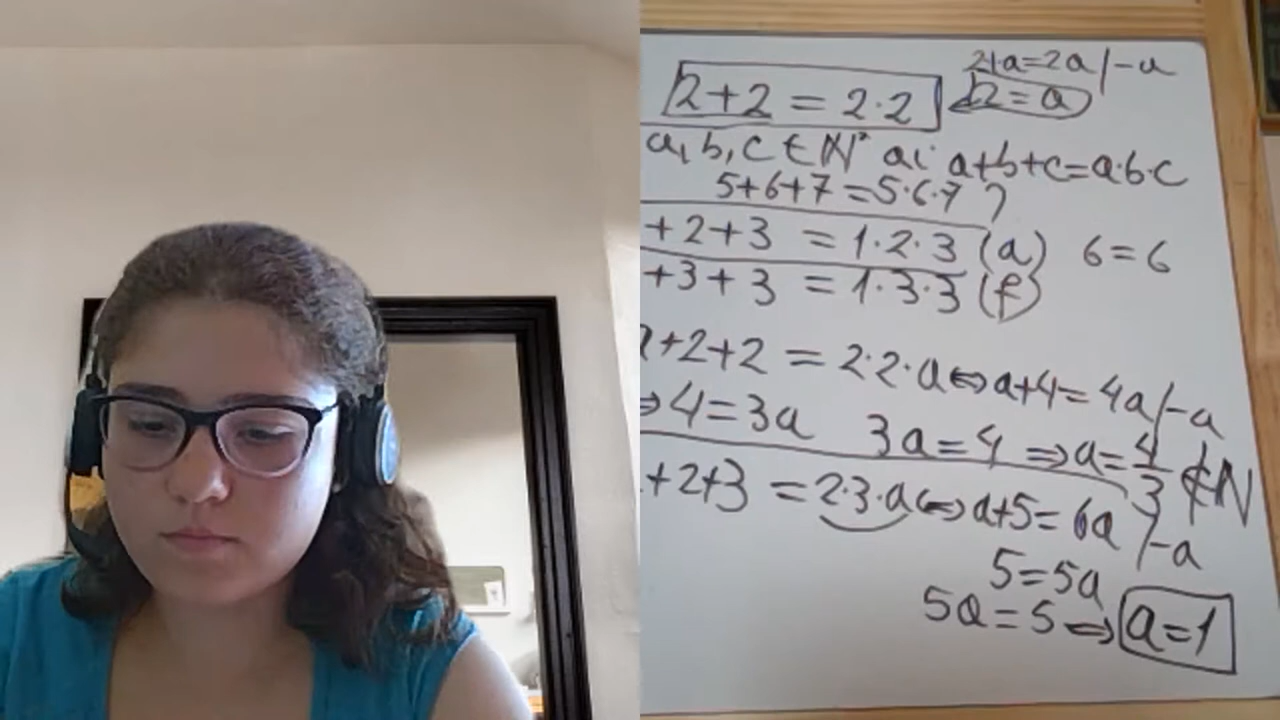 2+2 = 2·2
2+a=2a/-a
2=a
a, b, c ∈ N* aî a+b+c=a·b·c
5+6+7 =5·6·7 ?
+2+3 = 1·2·3 (a) 6=6
+3+3 = 1·3·3 (f)
a+2+2 = 2·2·a⇔a+4=4a/-a
⇒4=3a 3a=4 ⇒a=4/3 ∉N
+2+3 =2·3·a⇔a+5=6a/-a
5=5a
5a=5⇒a=1